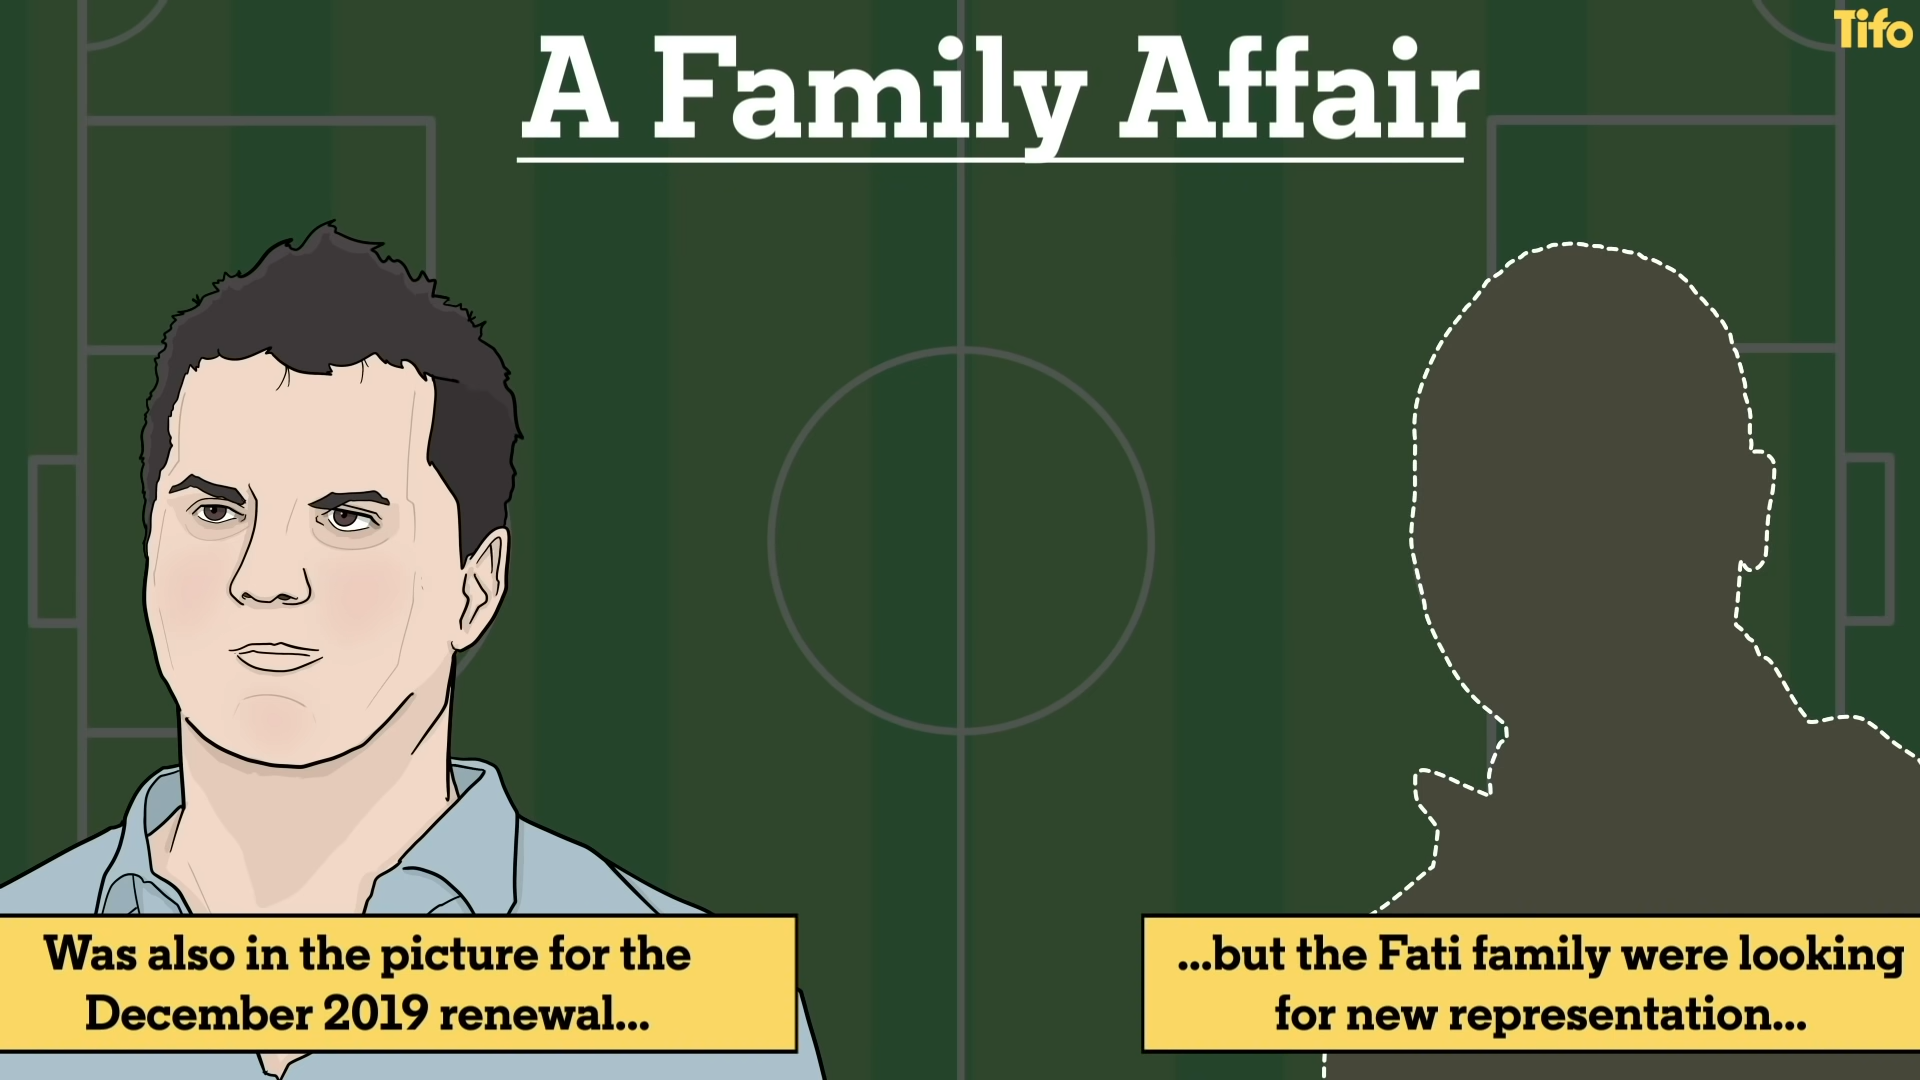 Tifo
A Family Affair
Was also in the picture for the
December 2019 renewal...
...but the Fati family were looking
for new representation...